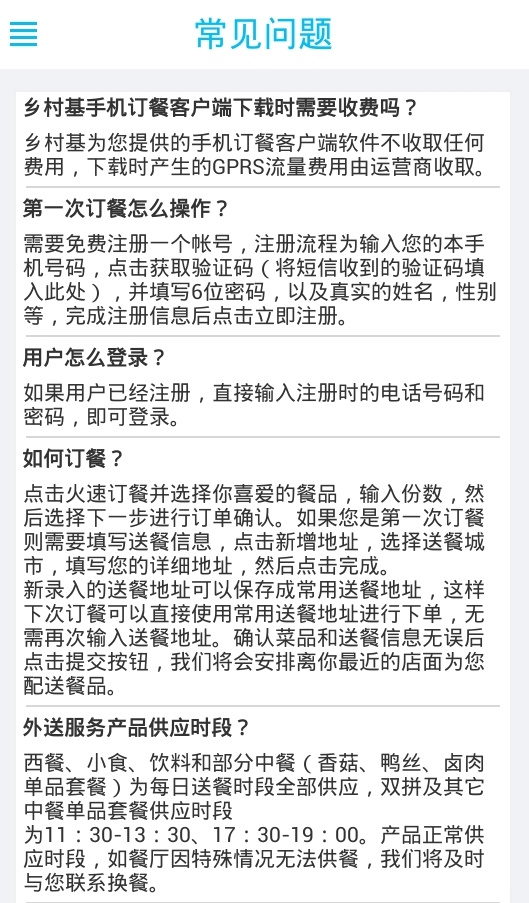 常见问题
乡村基手机订餐客户端下载时需要收费吗？
乡村基为您提供的手机订餐客户端软件不收取任何
费用，下载时产生的GPRS流量费用由运营商收取。
第一次订餐怎么操作？
需要免费注册一个帐号，注册流程为输入您的本手
机号码，点击获取验证码（将短信收到的验证码填
入此处），并填写6位密码，以及真实的姓名，性别
等，完成注册信息后点击立即注册。
用户怎么登录？
如果用户已经注册，直接输入注册时的电话号码和
密码，即可登录。
如何订餐？
点击火速订餐并选择你喜爱的餐品，输入份数，然
后选择下一步进行订单确认。如果您是第一次订餐
则需要填写送餐信息，点击新增地址，选择送餐城
市，填写您的详细地址，然后点击完成。
新录入的送餐地址可以保存成常用送餐地址，这样
下次订餐可以直接使用常用送餐地址进行下单，无
需再次输入送餐地址。确认菜品和送餐信息无误后
点击提交按钮，我们将会安排离你最近的店面为您
配送餐品。
外送服务产品供应时段？
西餐、小食、饮料和部分中餐（香菇、鸭丝、卤肉
单品套餐）为每日送餐时段全部供应，双拼及其它
中餐单品套餐供应时段
为11：30-13：30、17：30-19：00。产品正常供
应时段，如餐厅因特殊情况无法供餐，我们将及时
与您联系换餐。